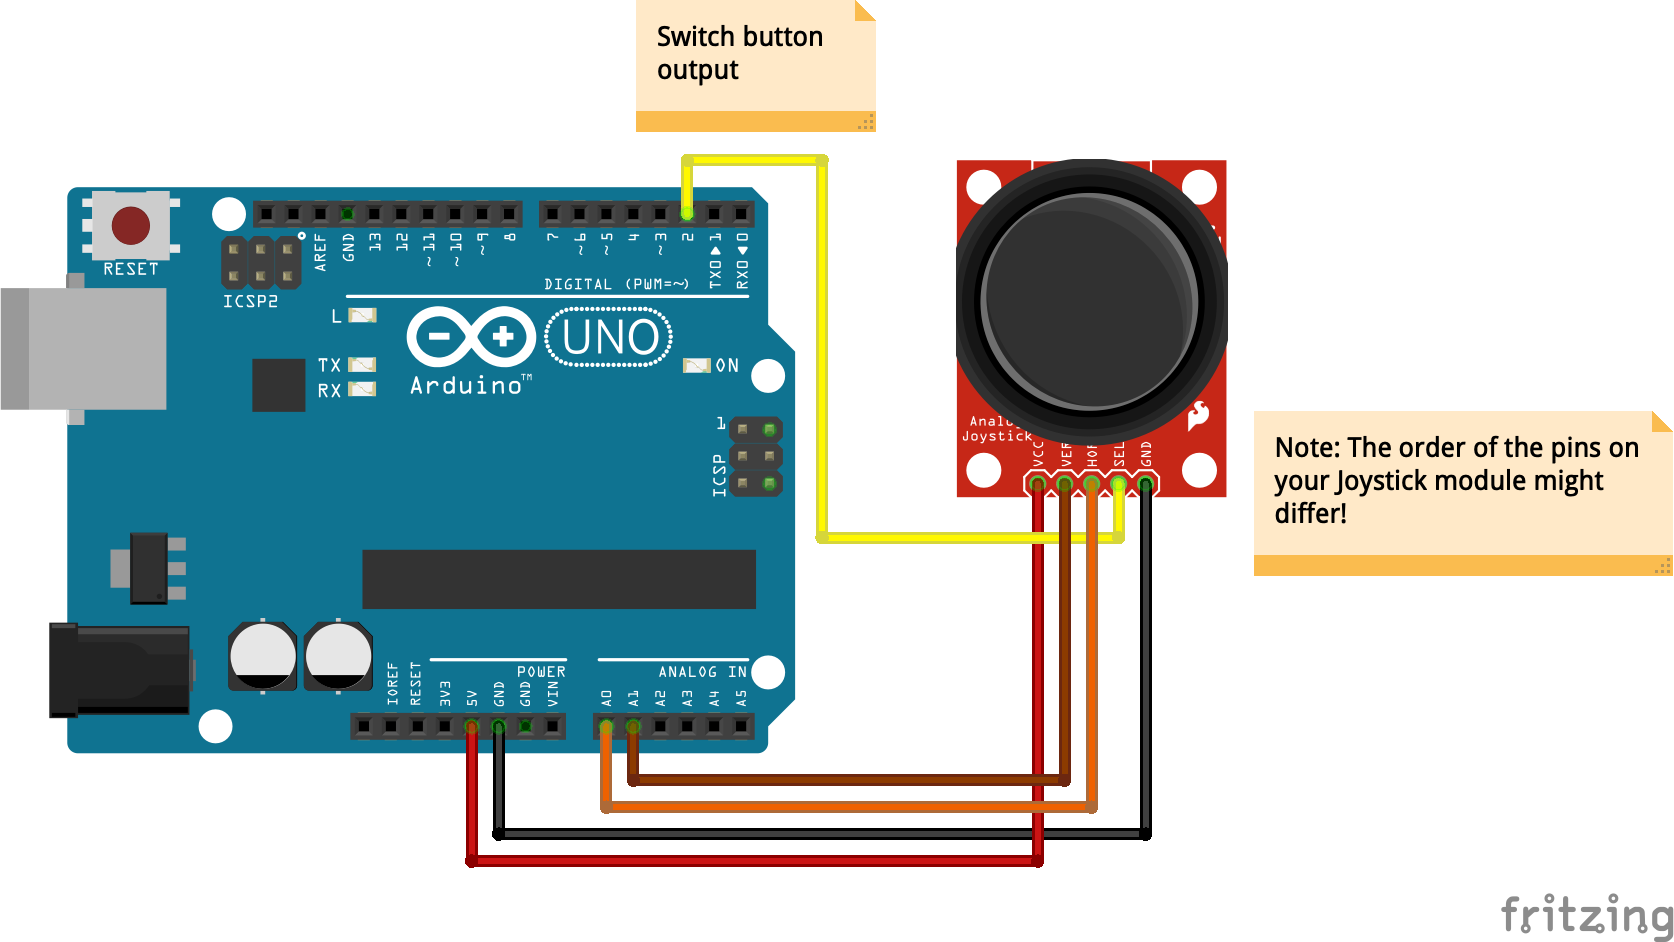 Switch button
output
RESET
ICSP2
AREF
GND
13
12
~11
~10
~9
8
7
~6
~5
4
~3
2
TX0▶1
RX0◀0
DIGITAL (PWM=~)
L
TX
RX
Arduino™
UNO
ON
1
ICSP
IOREF
RESET
3V3
5V
GND
GND
VIN
POWER
ANALOG IN
A0
A1
A2
A3
A4
A5
Joystick
VCC
VER
HOR
SEL
GND
Note: The order of the pins on
your Joystick module might
differ!
fritzing